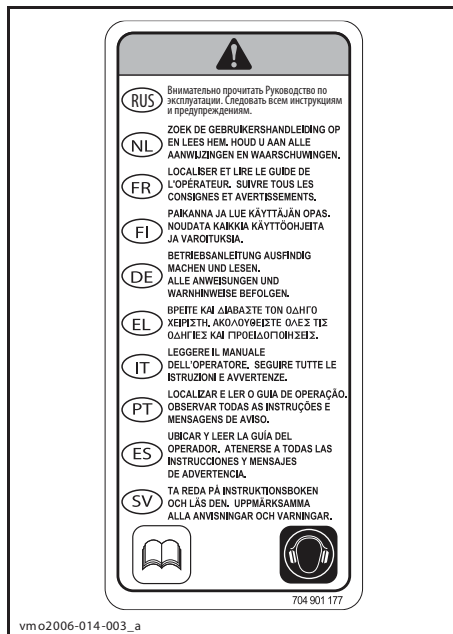 RUS
Внимательно прочитать Руководство по
эксплуатации. Следовать всем инструкциям
и предупреждениям.
NL
ZOEK DE GEBRUIKERSHANDLEIDING OP
EN LEES HEM. HOUD U AAN ALLE
AANWIJZINGEN EN WAARSCHUWINGEN.
FR
LOCALISER ET LIRE LE GUIDE DE
L'OPÉRATEUR. SUIVRE TOUS LES
CONSIGNES ET AVERTISSEMENTS.
FI
PAIKANNA JA LUE KÄYTTÄJÄN OPAS.
NOUDATA KAIKKIA KÄYTTÖOHJEITA
JA VAROITUKSIA.
DE
BETRIEBSANLEITUNG AUSFINDIG
MACHEN UND LESEN.
ALLE ANWEISUNGEN UND
WARNHINWEISE BEFOLGEN.
EL
ΒΡΕΙΤΕ ΚΑΙ ΔΙΑΒΑΣΤΕ ΤΟΝ ΟΔΗΓΟ
ΧΕΙΡΙΣΤΗ. ΑΚΟΛΟΥΘΕΙΣΤΕ ΟΛΕΣ ΤΙΣ
ΟΔΗΓΙΕΣ ΚΑΙ ΠΡΟΕΙΔΟΠΟΙΗΣΕΙΣ.
IT
LEGGERE IL MANUALE
DELL'OPERATORE. SEGUIRE TUTTE LE
ISTRUZIONI E AVVERTENZE.
PT
LOCALIZAR E LER O GUIA DE OPERAÇÃO.
OBSERVAR TODAS AS INSTRUÇÕES E
MENSAGENS DE AVISO.
ES
UBICAR Y LEER LA GUÍA DEL
OPERADOR. ATENERSE A TODAS LAS
INSTRUCCIONES Y MENSAJES
DE ADVERTENCIA.
SV
TA REDA PÅ INSTRUKTIONSBOKEN
OCH LÄS DEN. UPPMÄRKSAMMA
ALLA ANVISNINGAR OCH VARNINGAR.
704 901 177
vmo2006-014-003_a